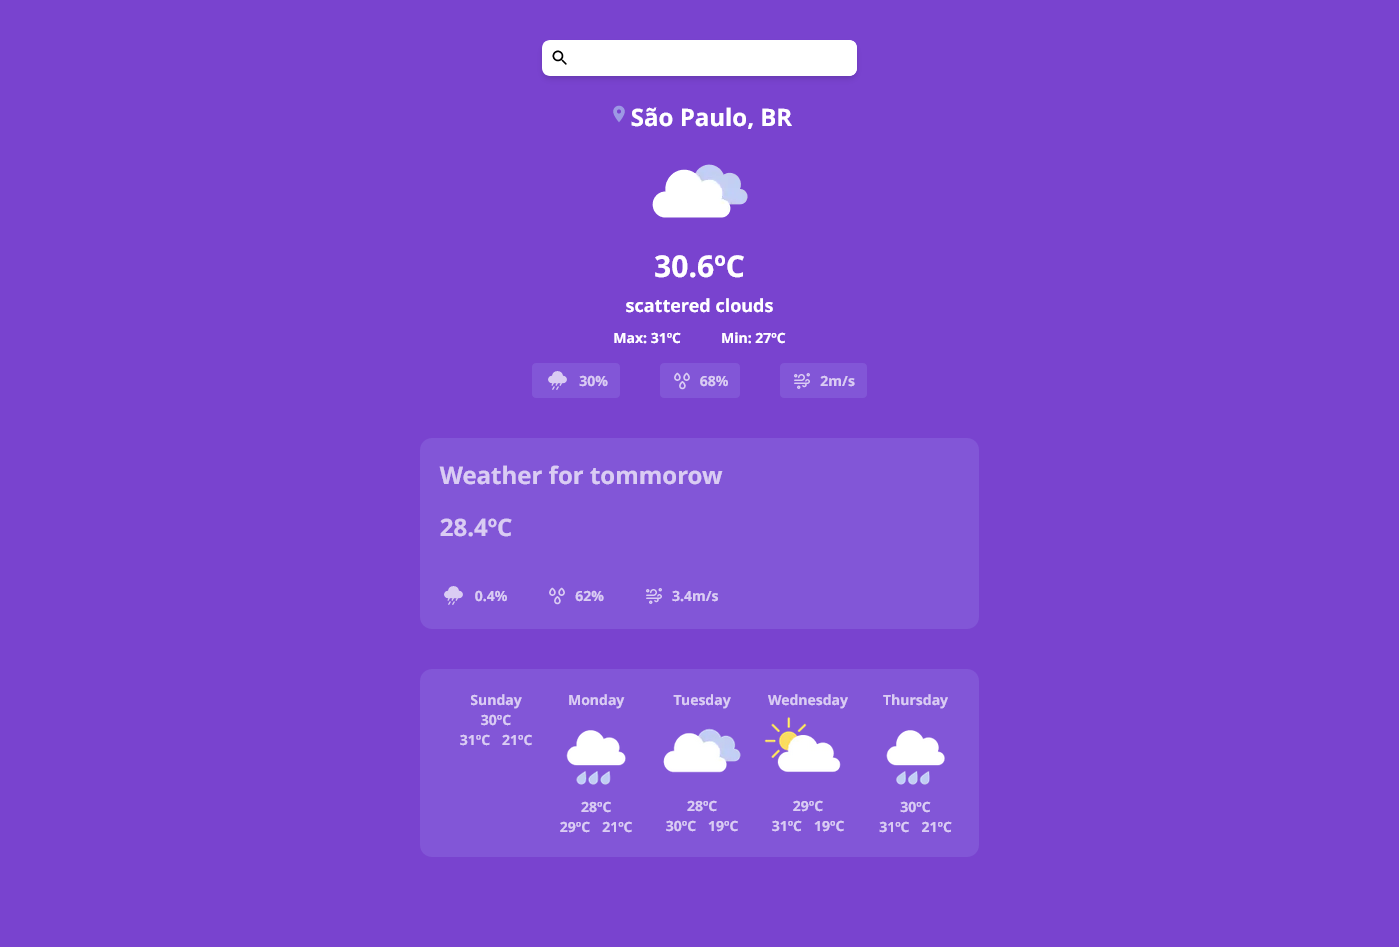 São Paulo, BR
30.6ºC
scattered clouds
Max: 31ºC Min: 27ºC
30% 68% 2m/s
Weather for tommorow
28.4ºC
0.4% 62% 3.4m/s
Sunday Monday Tuesday Wednesday Thursday
30ºC
31ºC 21ºC
28ºC 28ºC 29ºC 30ºC
29ºC 21ºC 30ºC 19ºC 31ºC 19ºC 31ºC 21ºC